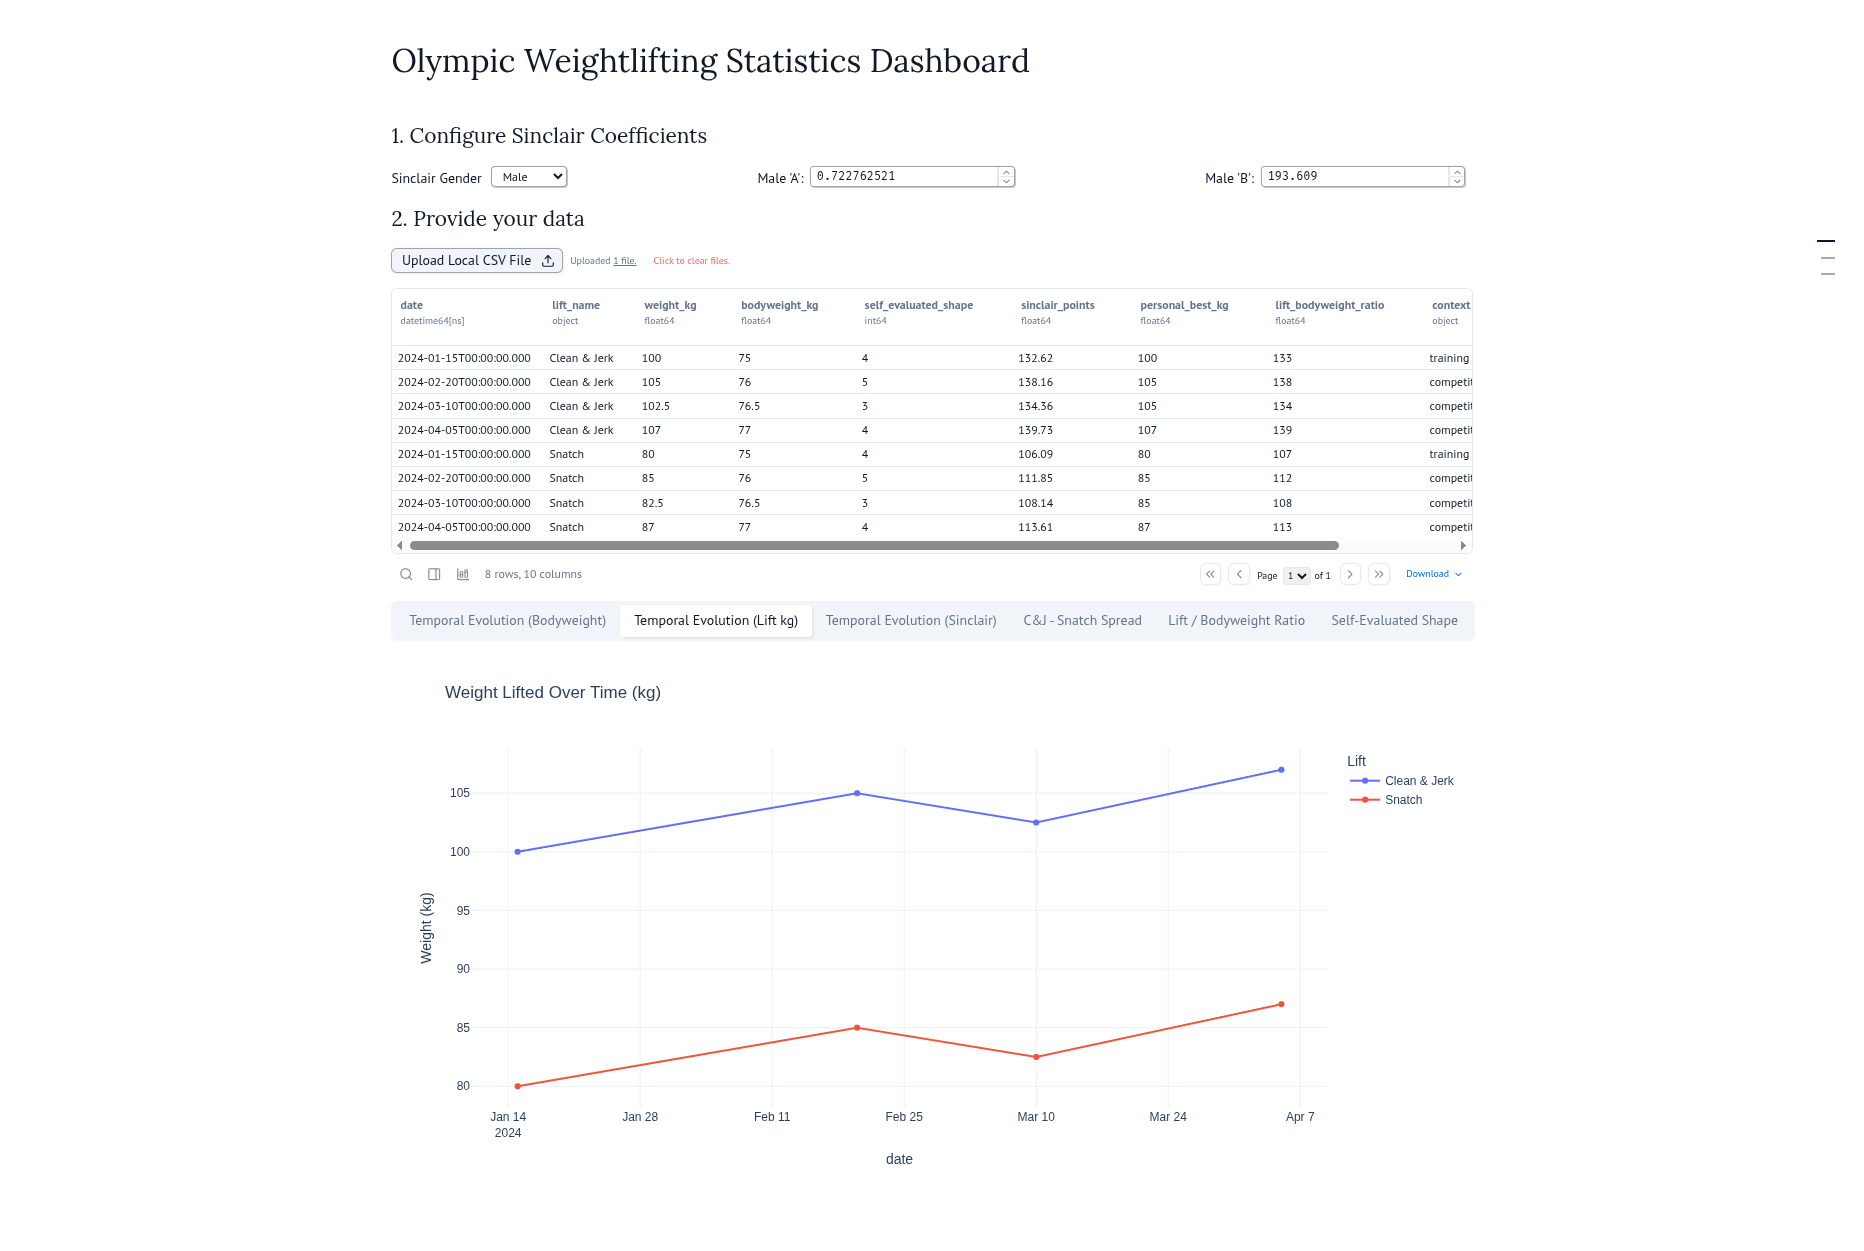 Olympic Weightlifting Statistics Dashboard
1. Configure Sinclair Coefficients
Sinclair Gender Male Male 'A': 0.722762521 Male 'B': 193.609
2. Provide your data
Upload Local CSV File Uploaded 1 file. Click to clear files.
date lift_name weight_kg bodyweight_kg self_evaluated_shape sinclair_points personal_best_kg lift_bodyweight_ratio context
datetime64[ns] object float64 float64 int64 float64 float64 float64 object
2024-01-15T00:00:00.000 Clean & Jerk 100 75 4 132.62 100 133 training
2024-02-20T00:00:00.000 Clean & Jerk 105 76 5 138.16 105 138 competit
2024-03-10T00:00:00.000 Clean & Jerk 102.5 76.5 3 134.36 105 134 competit
2024-04-05T00:00:00.000 Clean & Jerk 107 77 4 139.73 107 139 competit
2024-01-15T00:00:00.000 Snatch 80 75 4 106.09 80 107 training
2024-02-20T00:00:00.000 Snatch 85 76 5 111.85 85 112 competit
2024-03-10T00:00:00.000 Snatch 82.5 76.5 3 108.14 85 108 competit
2024-04-05T00:00:00.000 Snatch 87 77 4 113.61 87 113 competit
8 rows, 10 columns Page 1 of 1 Download
Temporal Evolution (Bodyweight) Temporal Evolution (Lift kg) Temporal Evolution (Sinclair) C&J - Snatch Spread Lift / Bodyweight Ratio Self-Evaluated Shape
Weight Lifted Over Time (kg)
Lift
Clean & Jerk
Snatch
105
100
95
90
85
80
Weight (kg)
Jan 14 Jan 28 Feb 11 Feb 25 Mar 10 Mar 24 Apr 7
2024
date